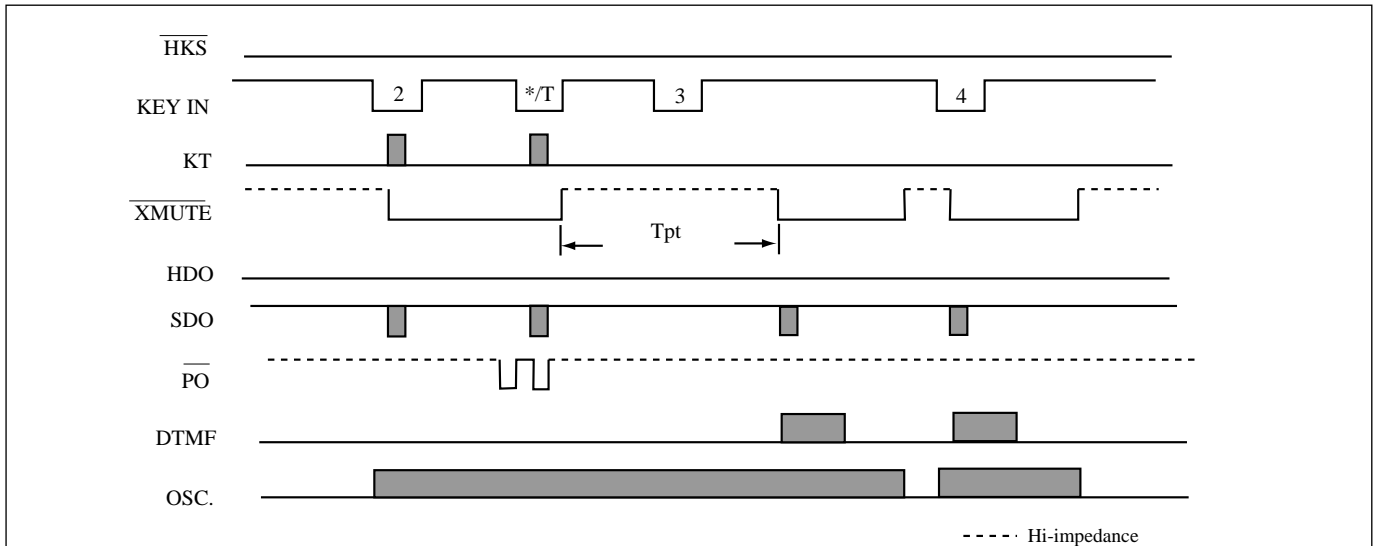 HKS
KEY IN 2 */T 3 4
KT
XMUTE
Tpt
HDO
SDO
PO
DTMF
OSC.
Hi-impedance